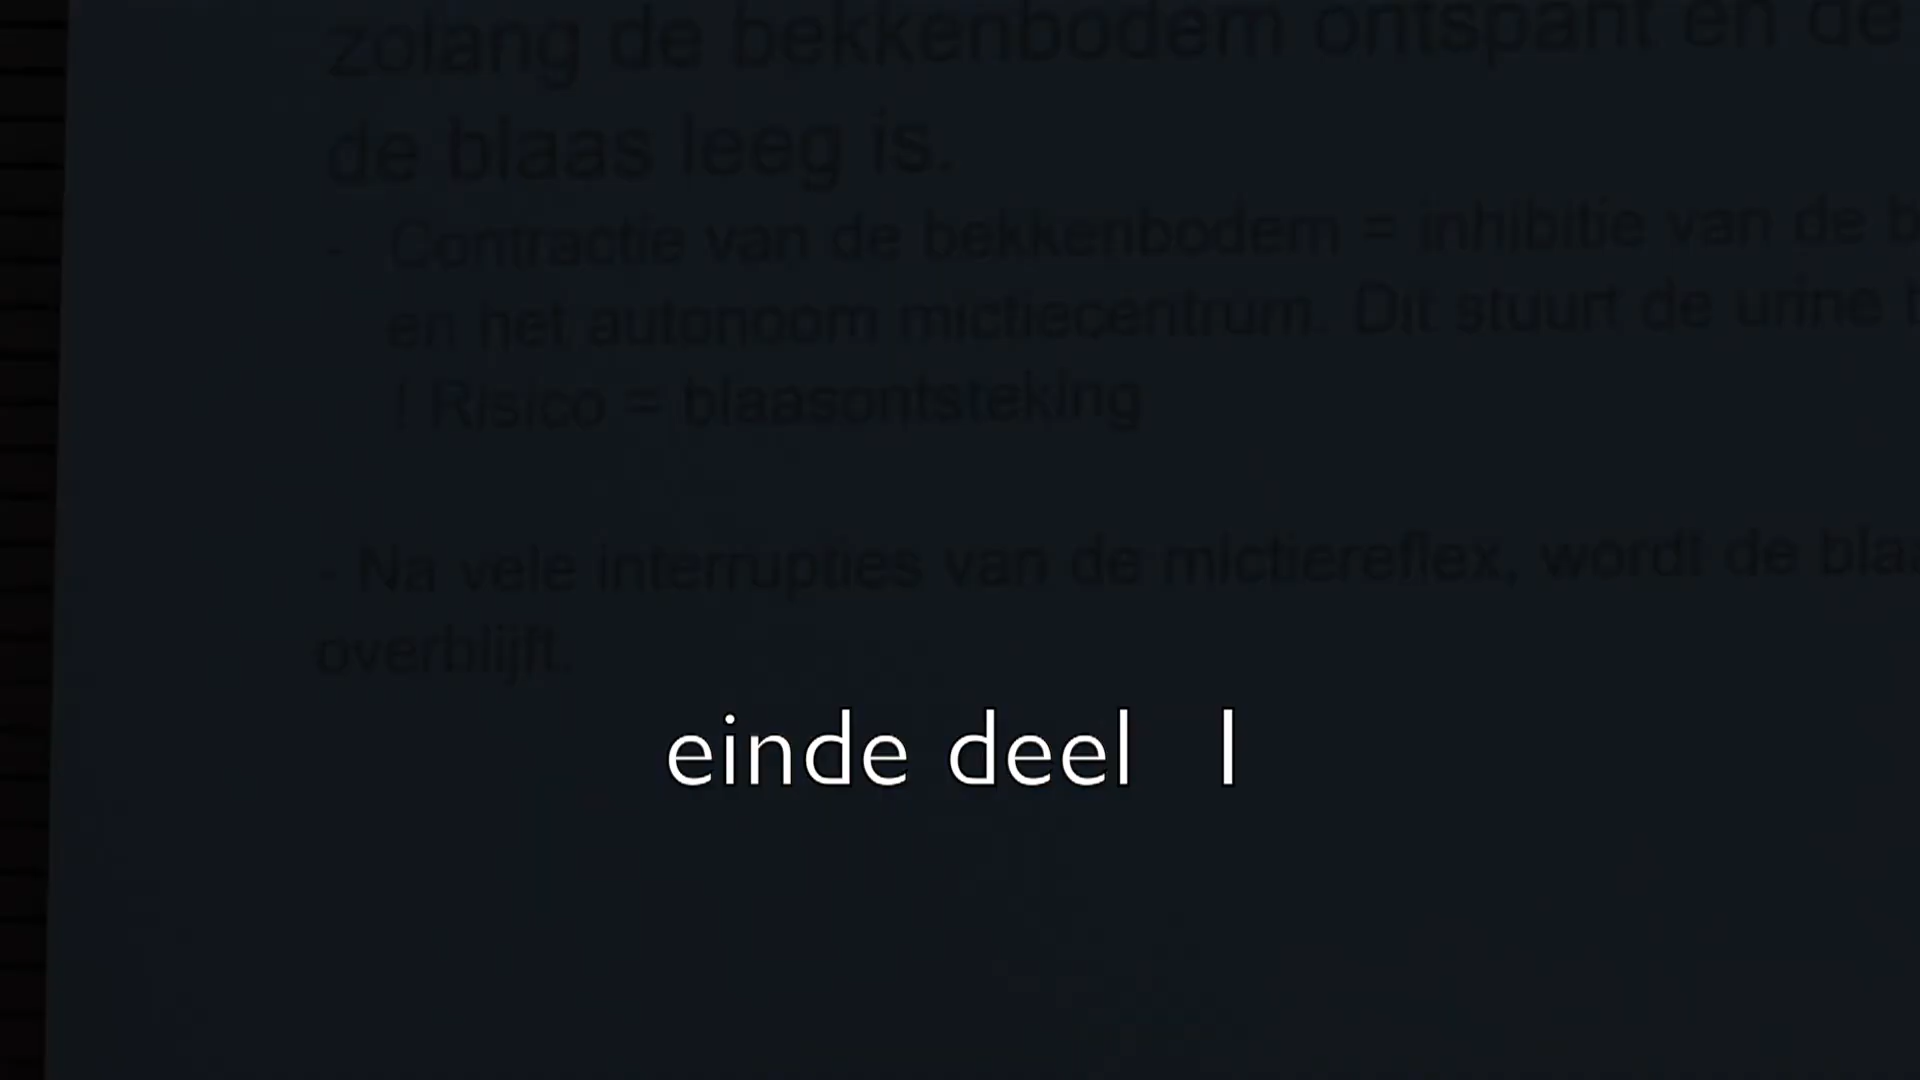 zolang de bekkenbodem ontspant en de
de blaas leeg is.
- Contractie van de bekkenbodem = inhibitie van de
en het autonoom mictiecentrum. Dit stuurt de urine
! Risico = blaasontsteking
- Na vele interrupties van de mictiereflex, wordt de
overblijft.
einde deel 1